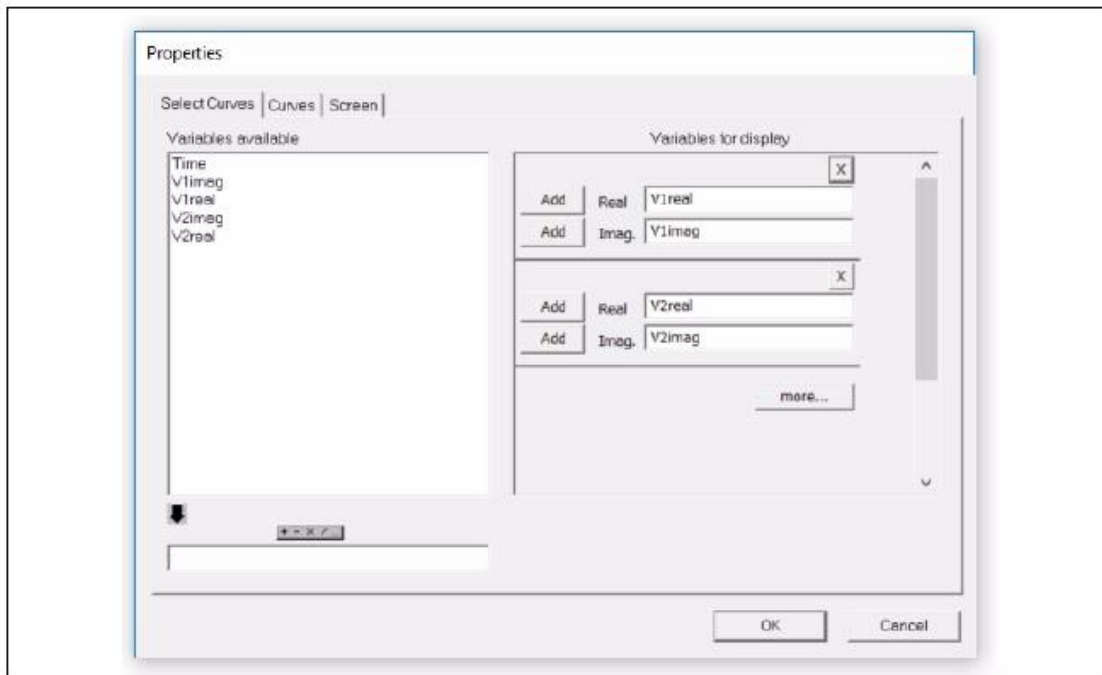 Properties
Select Curves Curves Screen
Variables available
Variables for display
Time
V1imag
V1real
V2imag
V2real
X
Add Real V1real
Add Imag. V1imag
X
Add Real V2real
Add Imag. V2imag
more...
+ - × / ..
OK Cancel